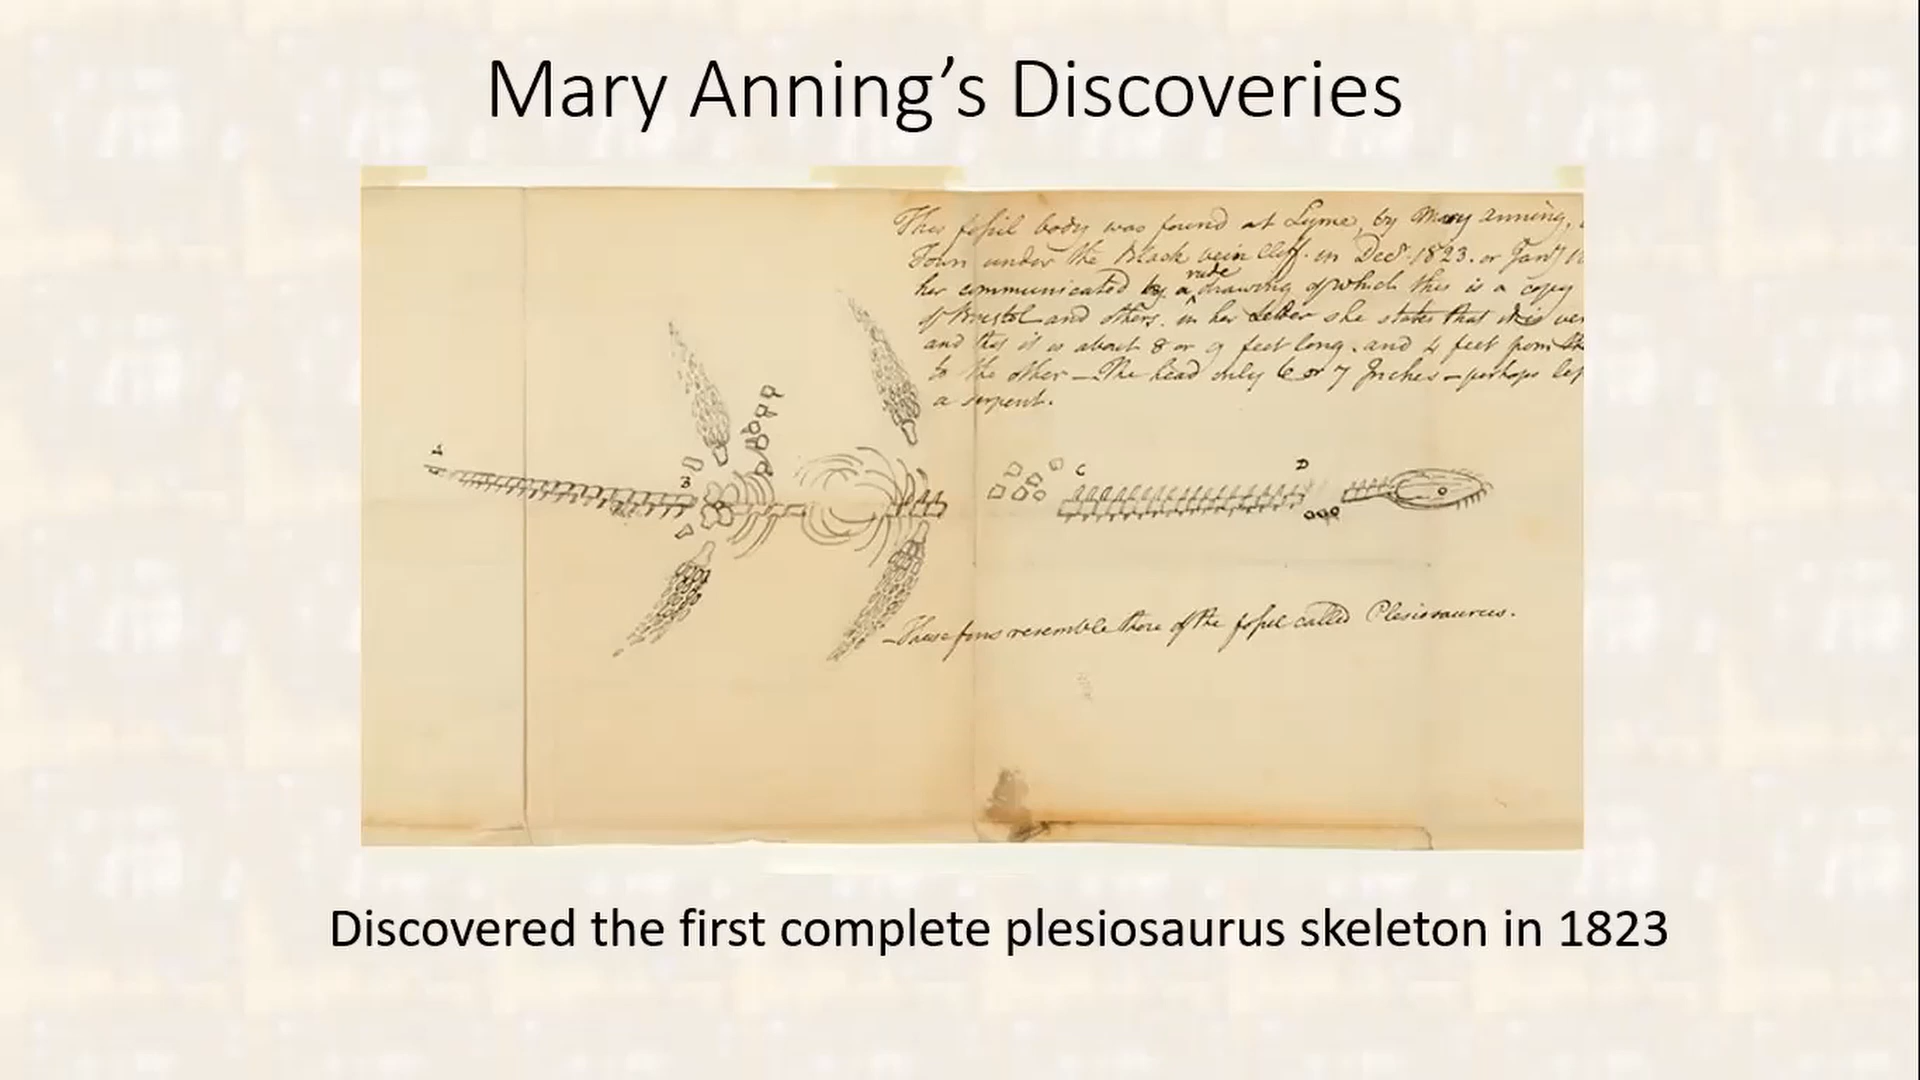 Mary Anning’s Discoveries
This fossil body was found at Lyme, by Mary Anning,
Town under the Black vein Cliff. in Decr. 1823. or Jany
rude
her communicated by a drawing of which this is a copy
of Bristol and others. in her Letter she states that it is
and that it is about 8 or 9 feet long. and 4 feet from
to the other – The head only 6 or 7 Inches – perhaps
a serpent.
A
B
C
D
– These fins resemble those of the fossil called Plesiosaurus.
Discovered the first complete plesiosaurus skeleton in 1823